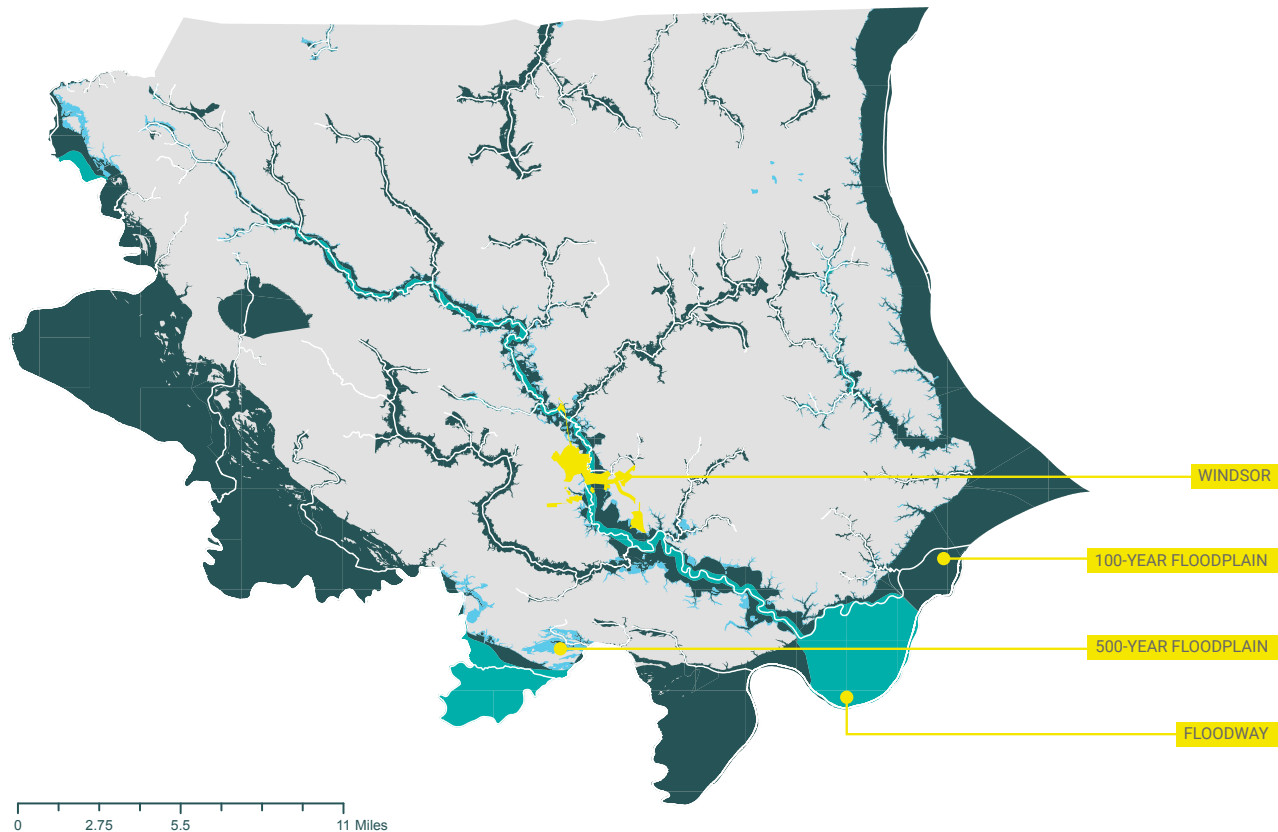 WINDSOR
100-YEAR FLOODPLAIN
500-YEAR FLOODPLAIN
FLOODWAY
0 2.75 5.5 11 Miles